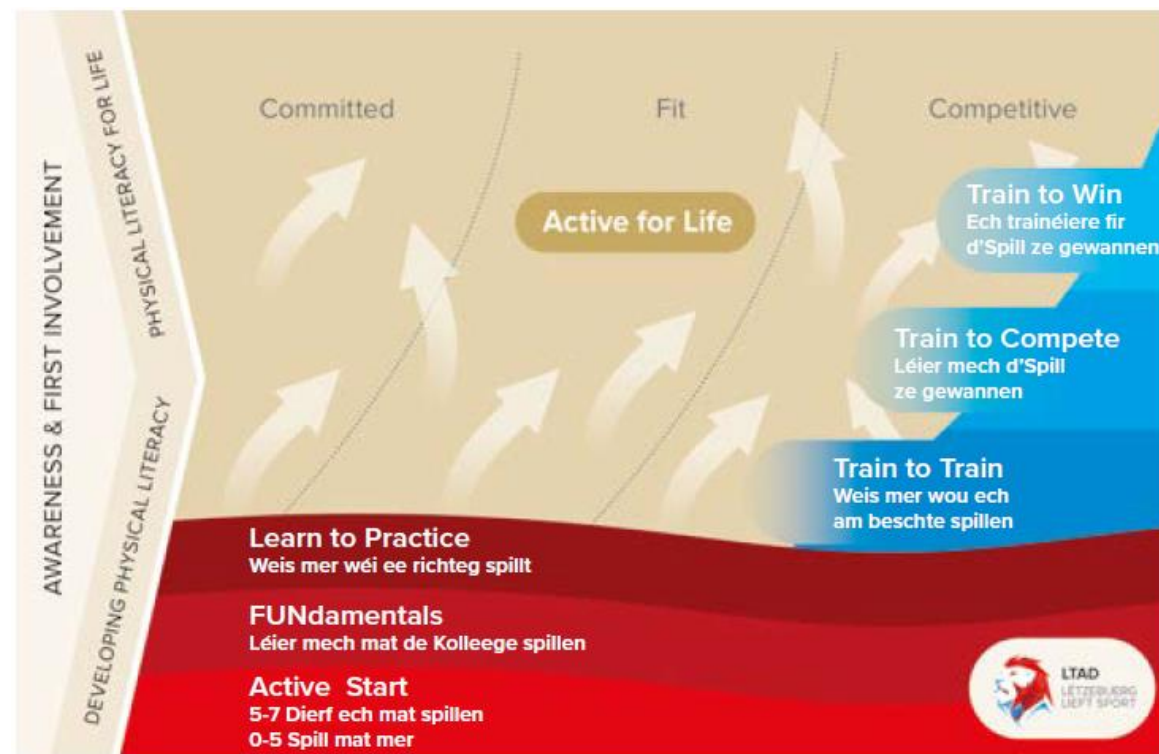 AWARENESS & FIRST INVOLVEMENT
PHYSICAL LITERACY FOR LIFE
DEVELOPING PHYSICAL LITERACY
Committed
Fit
Competitive
Active for Life
Train to Win
Ech trainéiere fir
d'Spill ze gewannen
Train to Compete
Léier mech d'Spill
ze gewannen
Train to Train
Weis mer wou ech
am beschte spillen
Learn to Practice
Weis mer wéi ee richteg spillt
FUNdamentals
Léier mech mat de Kolleege spillen
Active Start
5-7 Dierf ech mat spillen
0-5 Spill mat mer
LTAD
LËTZEBUERG
LIEFT SPORT